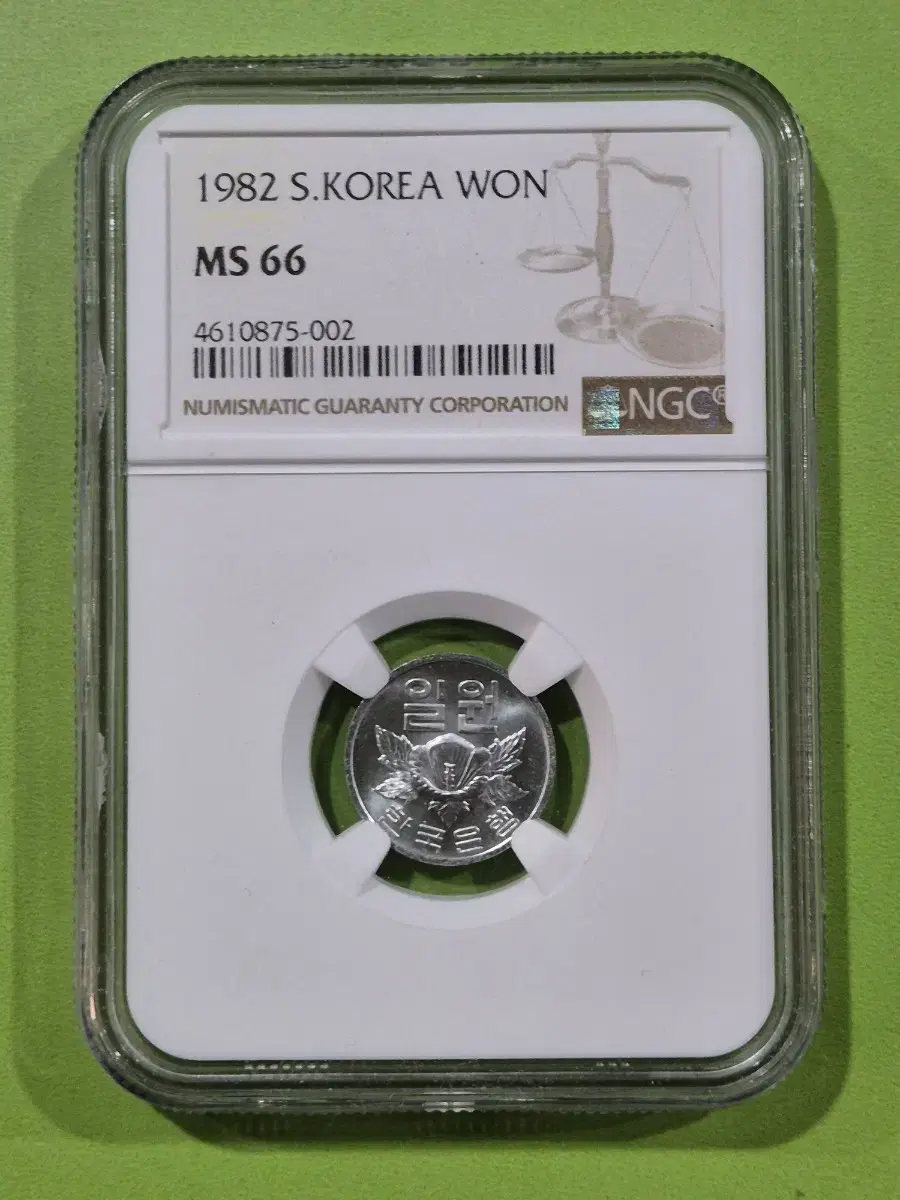 1982 S.KOREA WON
MS 66
4610875-002
NUMISMATIC GUARANTY CORPORATION
NGC®
일원
한국은행